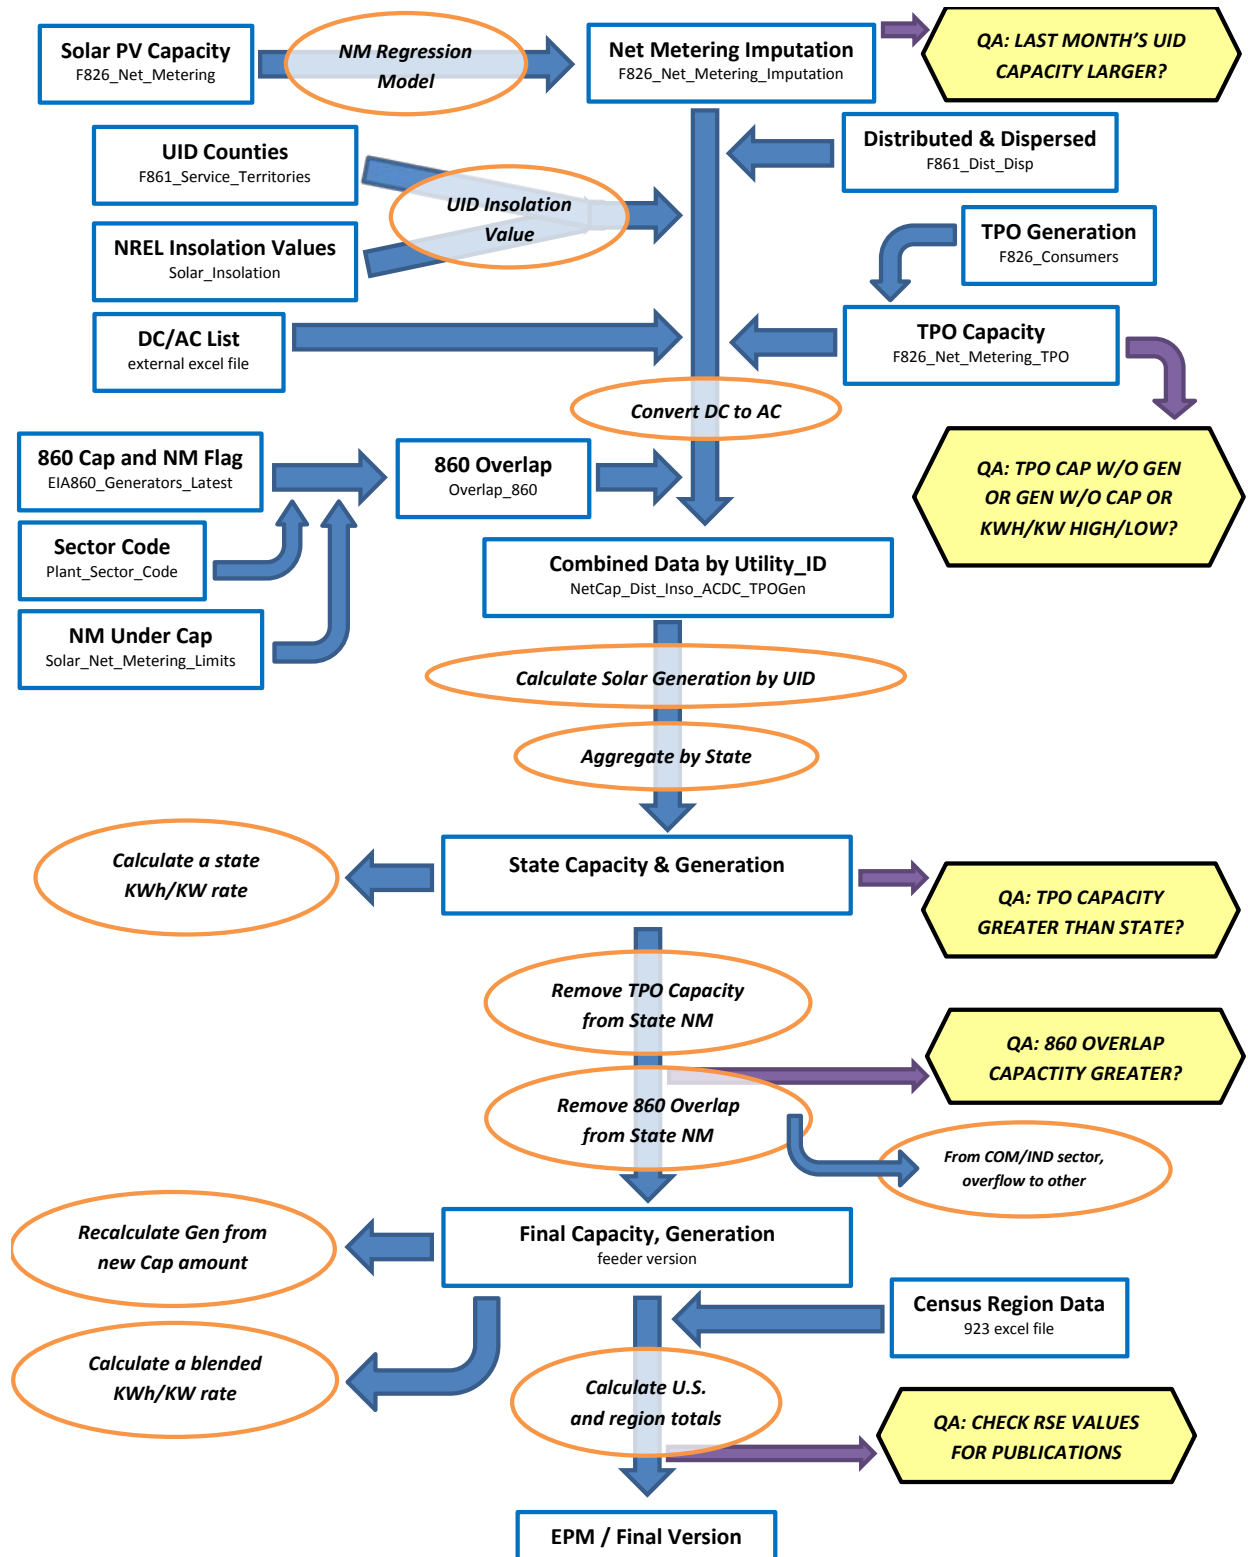 Solar PV Capacity
F826_Net_Metering
NM Regression
Model
Net Metering Imputation
F826_Net_Metering_Imputation
QA: LAST MONTH'S UID
CAPACITY LARGER?
UID Counties
F861_Service_Territories
Distributed & Dispersed
F861_Dist_Disp
UID Insolation
Value
NREL Insolation Values
Solar_Insolation
TPO Generation
F826_Consumers
DC/AC List
external excel file
TPO Capacity
F826_Net_Metering_TPO
Convert DC to AC
860 Cap and NM Flag
EIA860_Generators_Latest
860 Overlap
Overlap_860
QA: TPO CAP W/O GEN
OR GEN W/O CAP OR
KWH/KW HIGH/LOW?
Sector Code
Plant_Sector_Code
Combined Data by Utility_ID
NetCap_Dist_Inso_ACDC_TPOGen
NM Under Cap
Solar_Net_Metering_Limits
Calculate Solar Generation by UID
Aggregate by State
Calculate a state
KWh/KW rate
State Capacity & Generation
QA: TPO CAPACITY
GREATER THAN STATE?
Remove TPO Capacity
from State NM
QA: 860 OVERLAP
CAPACTITY GREATER?
Remove 860 Overlap
from State NM
From COM/IND sector,
overflow to other
Recalculate Gen from
new Cap amount
Final Capacity, Generation
feeder version
Census Region Data
923 excel file
Calculate a blended
KWh/KW rate
Calculate U.S.
and region totals
QA: CHECK RSE VALUES
FOR PUBLICATIONS
EPM / Final Version